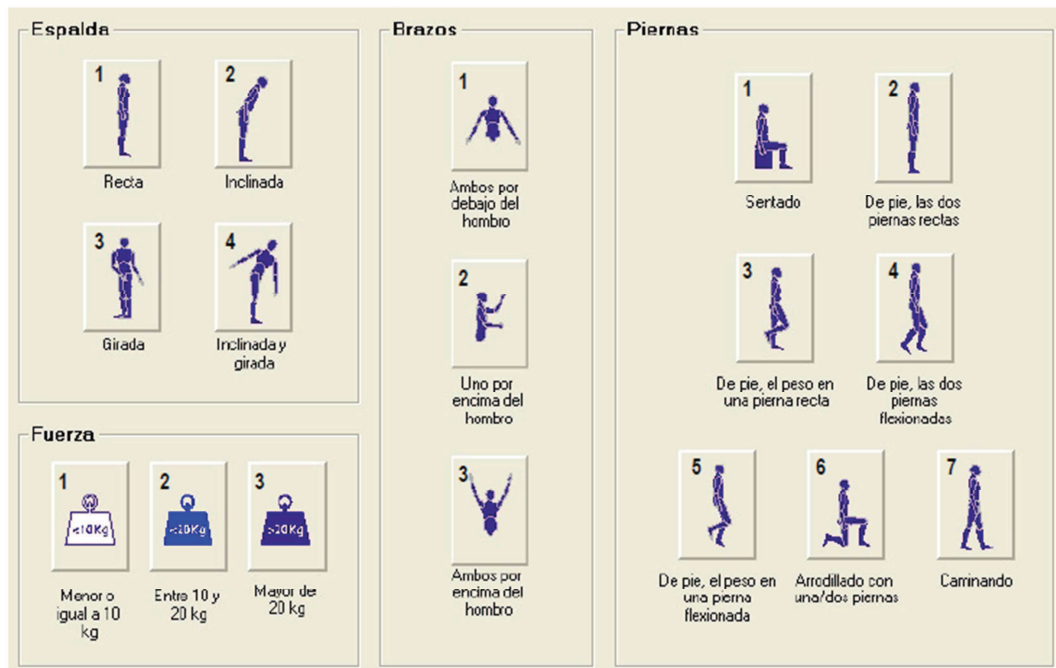 Espalda
1
2
Recta
Inclinada
3
4
Girada
Inclinada y
girada
Fuerza
1
2
3
<10Kg
<20Kg
>20Kg
Menor o
igual a 10
kg
Entre 10 y
20 kg
Mayor de
20 kg
Brazos
1
Ambos por
debajo del
hombro
2
Uno por
encima del
hombro
3
Ambos por
encima del
hombro
Piernas
1
2
Sentado
De pie, las dos
piernas rectas
3
4
De pie, el peso en
una pierna recta
De pie, las dos
piernas
flexionadas
5
6
7
De pie, el peso en
una pierna
flexionada
Arrodillado con
una/dos piernas
Caminando